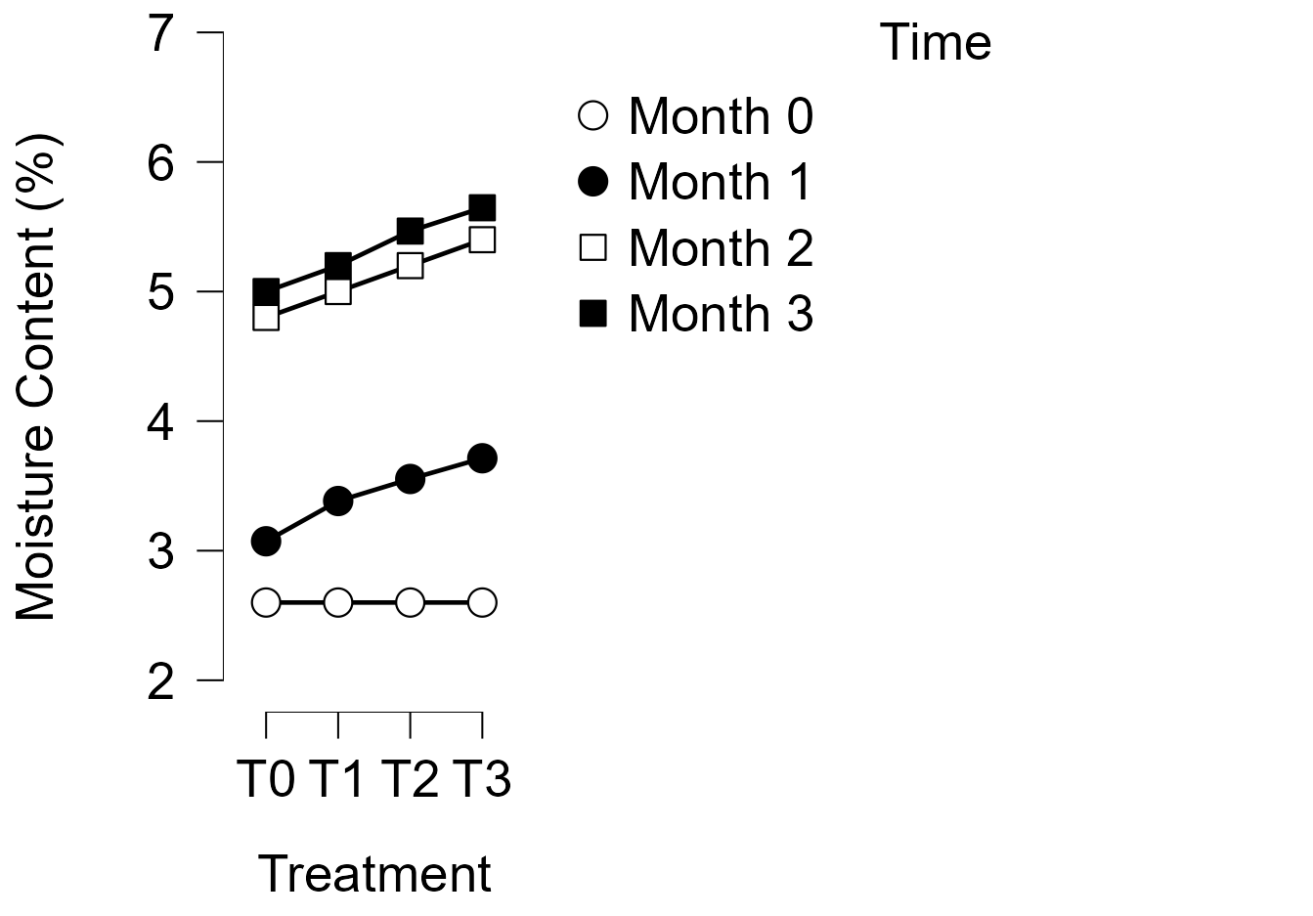 Moisture Content (%)
7
6
5
4
3
2
T0 T1 T2 T3
Treatment
Time
Month 0
Month 1
Month 2
Month 3